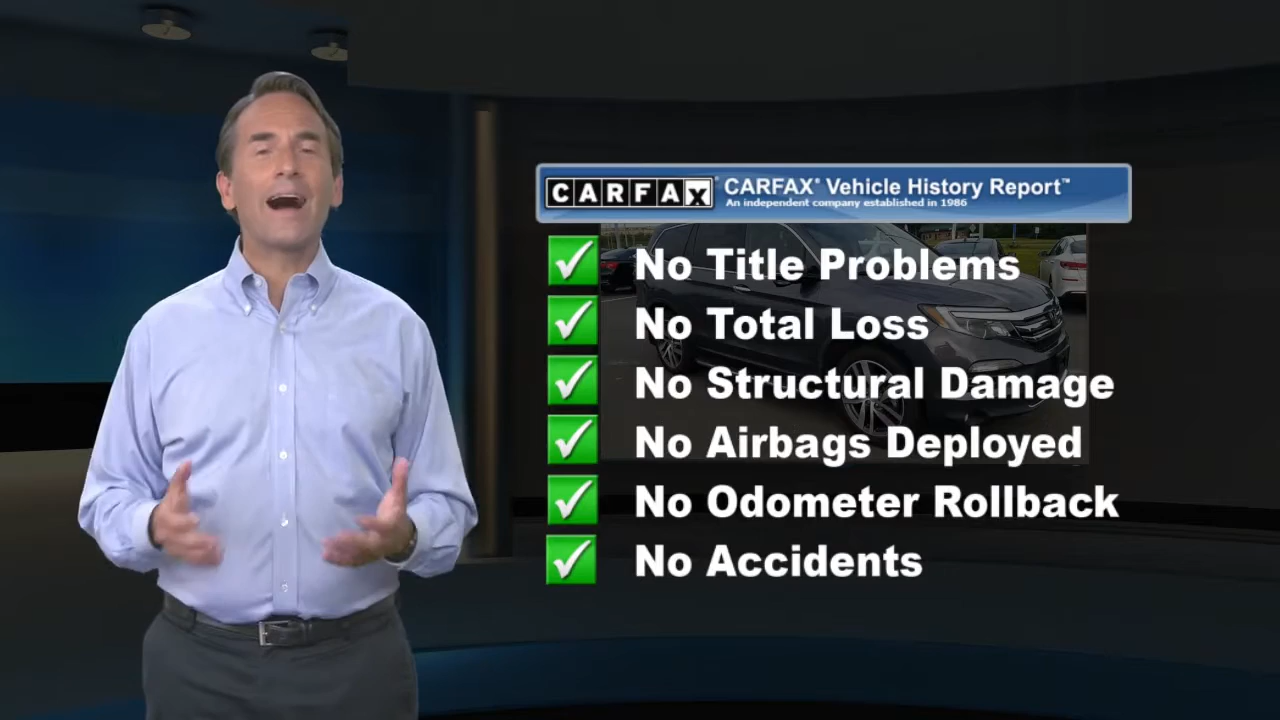 CARFAX® CARFAX® Vehicle History Report™
An independent company established in 1986
No Title Problems
No Total Loss
No Structural Damage
No Airbags Deployed
No Odometer Rollback
No Accidents